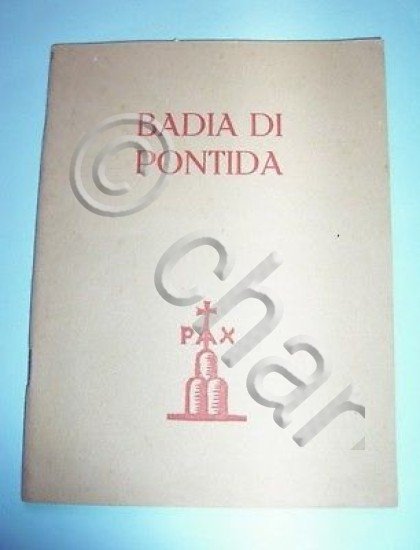 BADIA DI
PONTIDA
PAX
© char